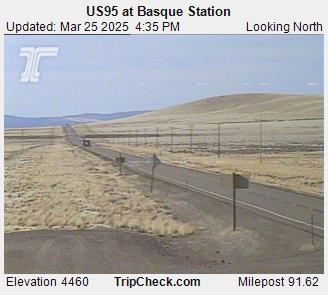 US95 at Basque Station
Updated: Mar 25 2025 4:35 PM Looking North
Elevation 4460 TripCheck.com Milepost 91.62